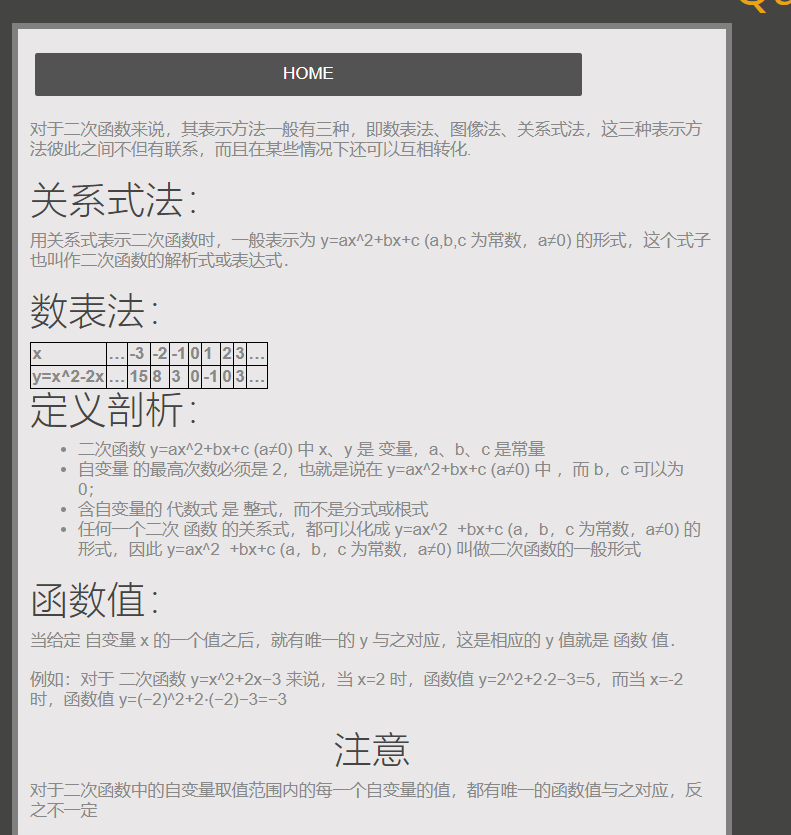 HOME
对于二次函数来说，其表示方法一般有三种，即数表法、图像法、关系式法，这三种表示方
法彼此之间不但有联系，而且在某些情况下还可以互相转化.
关系式法：
用关系式表示二次函数时，一般表示为 y=ax^2+bx+c (a,b,c 为常数，a≠0) 的形式，这个式子
也叫作二次函数的解析式或表达式．
数表法：
x … -3 -2 -1 0 1 2 3 …
y=x^2-2x … 15 8 3 0 -1 0 3 …
定义剖析：
• 二次函数 y=ax^2+bx+c (a≠0) 中 x、y 是 变量，a、b、c 是常量
• 自变量 的最高次数必须是 2，也就是说在 y=ax^2+bx+c (a≠0) 中 ，而 b，c 可以为
0；
• 含自变量的 代数式 是 整式，而不是分式或根式
• 任何一个二次 函数 的关系式，都可以化成 y=ax^2  +bx+c (a，b，c 为常数，a≠0) 的
形式，因此 y=ax^2  +bx+c (a，b，c 为常数，a≠0) 叫做二次函数的一般形式
函数值：
当给定 自变量 x 的一个值之后，就有唯一的 y 与之对应，这是相应的 y 值就是 函数 值．
例如：对于 二次函数 y=x^2+2x−3 来说，当 x=2 时，函数值 y=2^2+2·2−3=5，而当 x=-2
时，函数值 y=(−2)^2+2·(−2)−3=−3
注意
对于二次函数中的自变量取值范围内的每一个自变量的值，都有唯一的函数值与之对应，反
之不一定